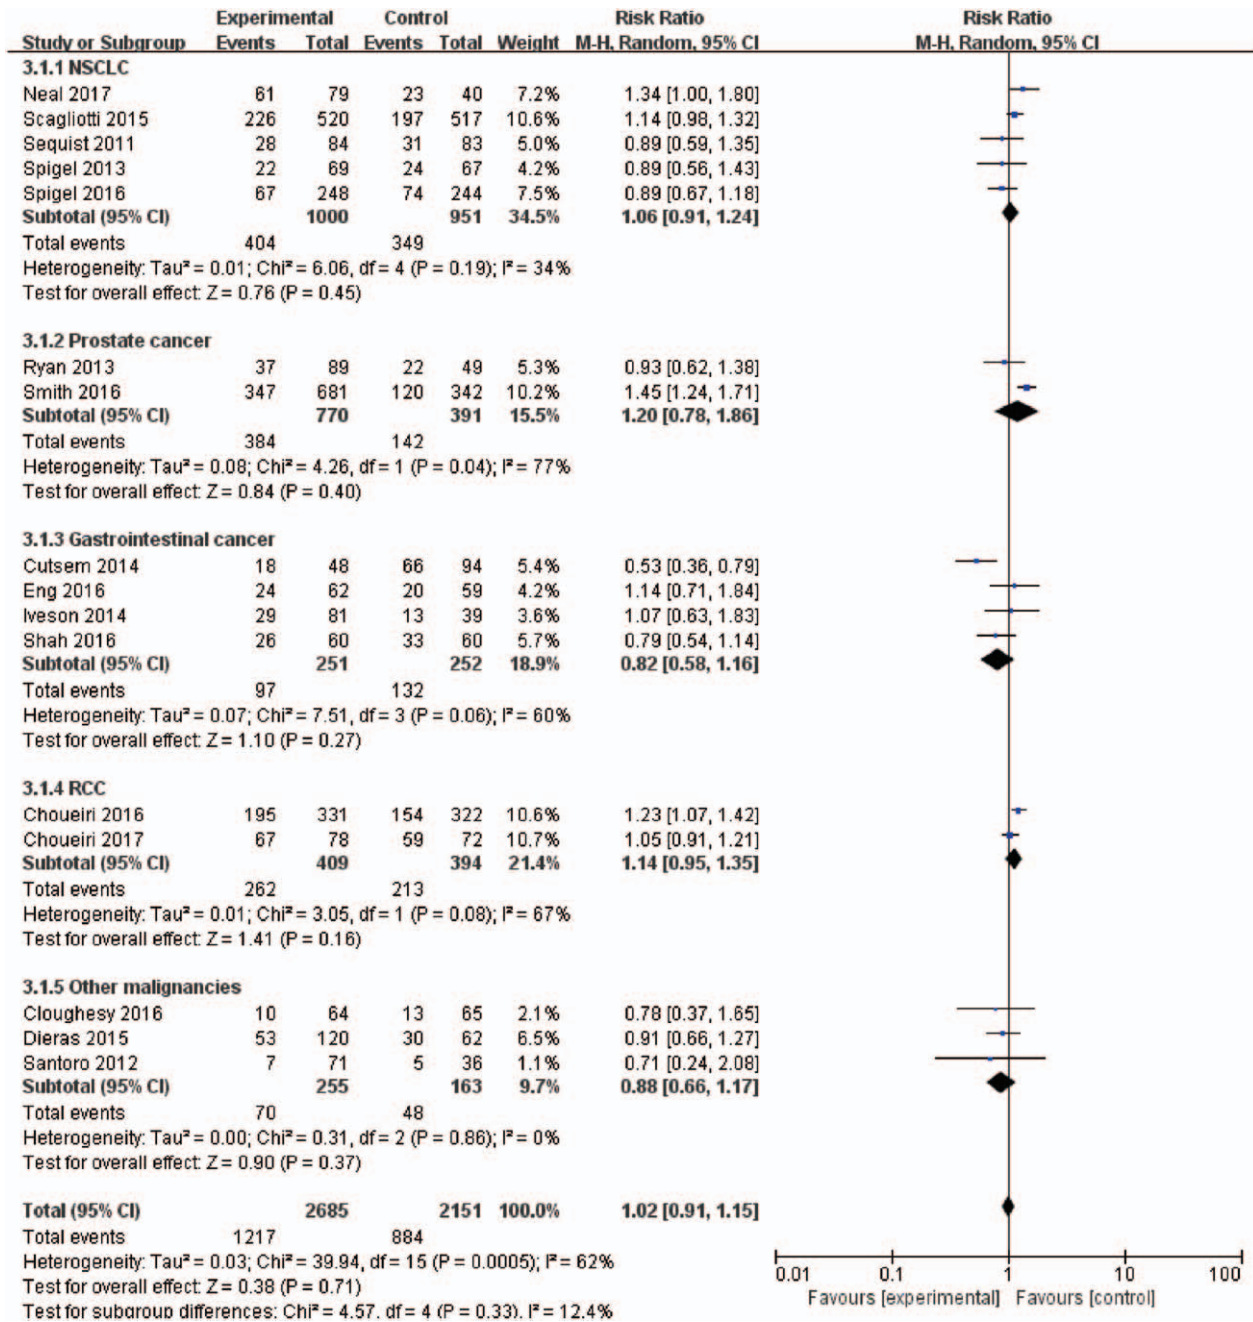 Experimental Control Risk Ratio Risk Ratio
Study or Subgroup Events Total Events Total Weight M-H, Random, 95% CI M-H, Random, 95% CI
3.1.1 NSCLC
Neal 2017 61 79 23 40 7.2% 1.34 [1.00, 1.80]
Scagliotti 2015 226 520 197 517 10.6% 1.14 [0.98, 1.32]
Sequist 2011 28 84 31 83 5.0% 0.89 [0.59, 1.35]
Spigel 2013 22 69 24 67 4.2% 0.89 [0.56, 1.43]
Spigel 2016 67 248 74 244 7.5% 0.89 [0.67, 1.18]
Subtotal (95% CI) 1000 951 34.5% 1.06 [0.91, 1.24]
Total events 404 349
Heterogeneity: Tau² = 0.01; Chi² = 6.06, df = 4 (P = 0.19); I² = 34%
Test for overall effect: Z = 0.76 (P = 0.45)
3.1.2 Prostate cancer
Ryan 2013 37 89 22 49 5.3% 0.93 [0.62, 1.38]
Smith 2016 347 681 120 342 10.2% 1.45 [1.24, 1.71]
Subtotal (95% CI) 770 391 15.5% 1.20 [0.78, 1.86]
Total events 384 142
Heterogeneity: Tau² = 0.08; Chi² = 4.26, df = 1 (P = 0.04); I² = 77%
Test for overall effect: Z = 0.84 (P = 0.40)
3.1.3 Gastrointestinal cancer
Cutsem 2014 18 48 66 94 5.4% 0.53 [0.36, 0.79]
Eng 2016 24 62 20 59 4.2% 1.14 [0.71, 1.84]
Iveson 2014 29 81 13 39 3.6% 1.07 [0.63, 1.83]
Shah 2016 26 60 33 60 5.7% 0.79 [0.54, 1.14]
Subtotal (95% CI) 251 252 18.9% 0.82 [0.58, 1.16]
Total events 97 132
Heterogeneity: Tau² = 0.07; Chi² = 7.51, df = 3 (P = 0.06); I² = 60%
Test for overall effect: Z = 1.10 (P = 0.27)
3.1.4 RCC
Choueiri 2016 195 331 154 322 10.6% 1.23 [1.07, 1.42]
Choueiri 2017 67 78 59 72 10.7% 1.05 [0.91, 1.21]
Subtotal (95% CI) 409 394 21.4% 1.14 [0.95, 1.35]
Total events 262 213
Heterogeneity: Tau² = 0.01; Chi² = 3.05, df = 1 (P = 0.08); I² = 67%
Test for overall effect: Z = 1.41 (P = 0.16)
3.1.5 Other malignancies
Cloughesy 2016 10 64 13 65 2.1% 0.78 [0.37, 1.65]
Dieras 2015 53 120 30 62 6.5% 0.91 [0.66, 1.27]
Santoro 2012 7 71 5 36 1.1% 0.71 [0.24, 2.08]
Subtotal (95% CI) 255 163 9.7% 0.88 [0.66, 1.17]
Total events 70 48
Heterogeneity: Tau² = 0.00; Chi² = 0.31, df = 2 (P = 0.86); I² = 0%
Test for overall effect: Z = 0.90 (P = 0.37)
Total (95% CI) 2685 2151 100.0% 1.02 [0.91, 1.15]
Total events 1217 884
Heterogeneity: Tau² = 0.03; Chi² = 39.94, df = 15 (P = 0.0005); I² = 62%
Test for overall effect: Z = 0.38 (P = 0.71)
Test for subgroup differences: Chi² = 4.57, df = 4 (P = 0.33), I² = 12.4%
0.01 0.1 1 10 100
Favours [experimental] Favours [control]